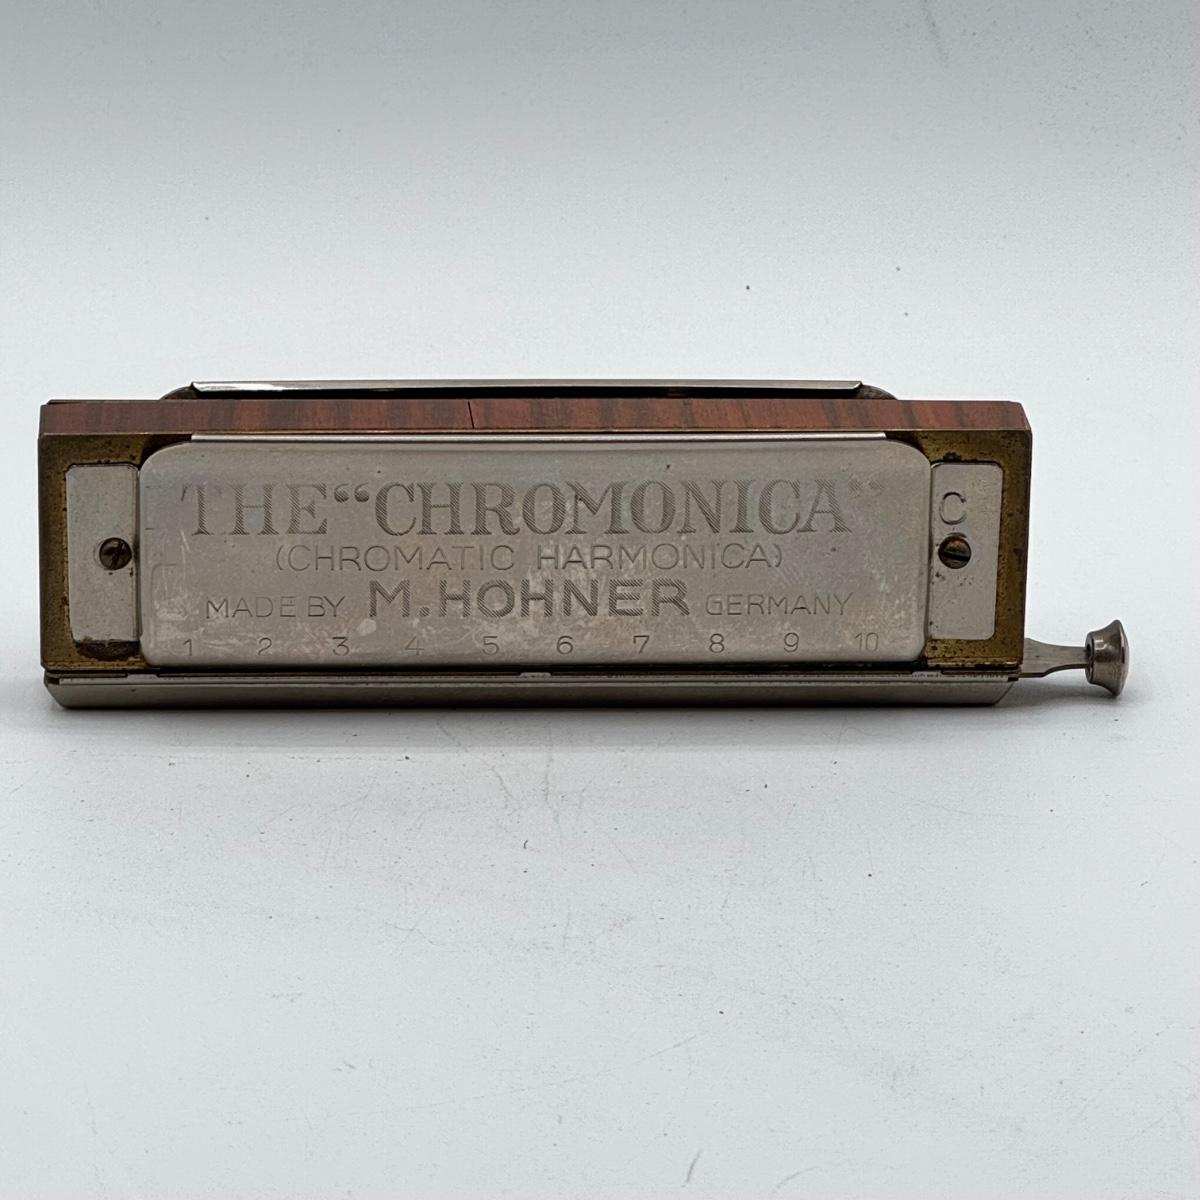 THE "CHROMONICA"
C
(CHROMATIC HARMONICA)
MADE BY M. HOHNER GERMANY
1 2 3 4 5 6 7 8 9 10